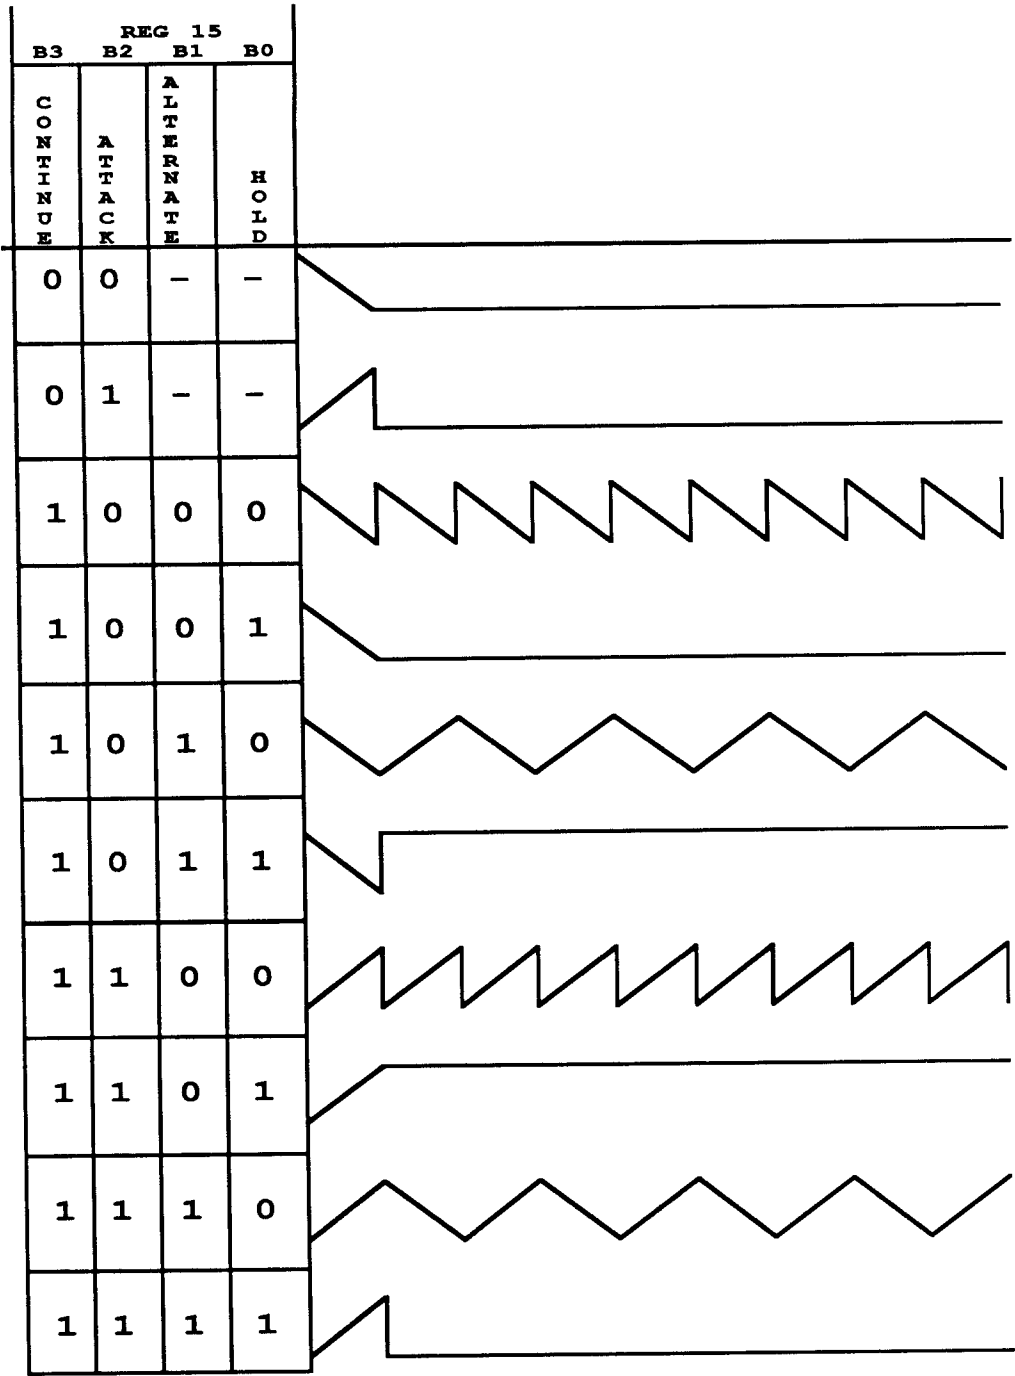 REG 15
B3 B2 B1 B0
CONTINUE ATTACK ALTERNATE HOLD
0 0 – –
0 1 – –
1 0 0 0
1 0 0 1
1 0 1 0
1 0 1 1
1 1 0 0
1 1 0 1
1 1 1 0
1 1 1 1